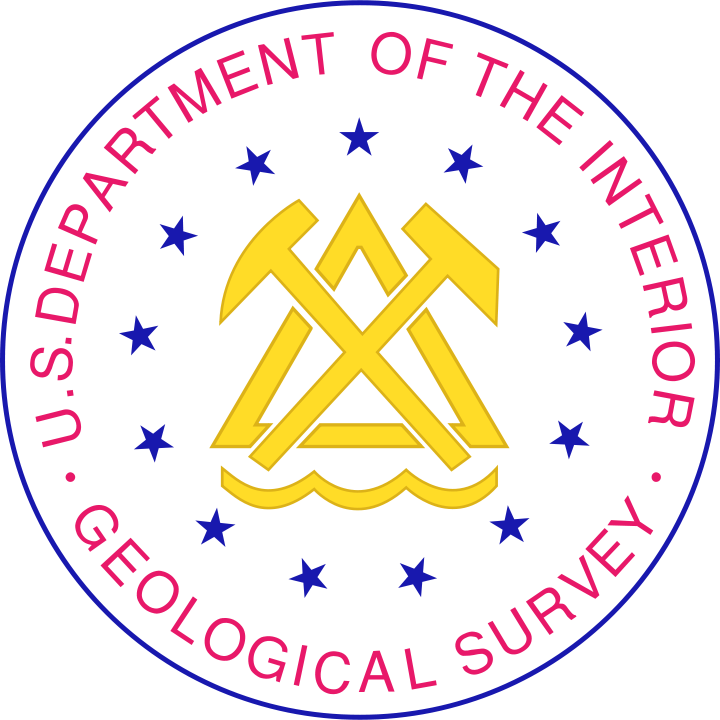 U.S. DEPARTMENT OF THE INTERIOR
• GEOLOGICAL SURVEY •